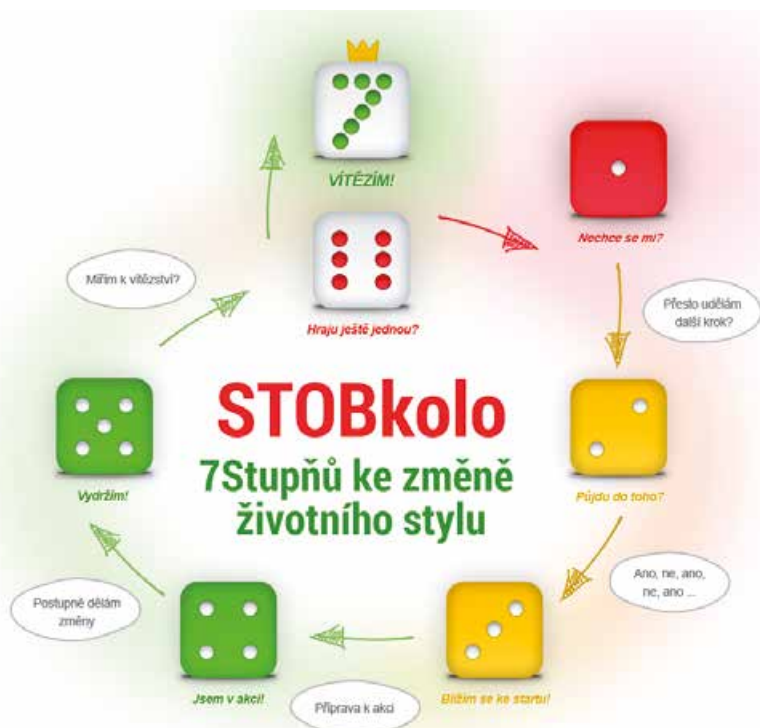 VÍTĚZÍM!
Nechce se mi?
Přesto udělám
další krok?
Mířím k vítězství?
Hraju ještě jednou?
STOBkolo
7Stupňů ke změně
životního stylu
Vydržím!
Půjdu do toho?
Ano, ne, ano,
ne, ano ...
Postupně dělám
změny
Jsem v akci!
Příprava k akci
Blížím se ke startu!